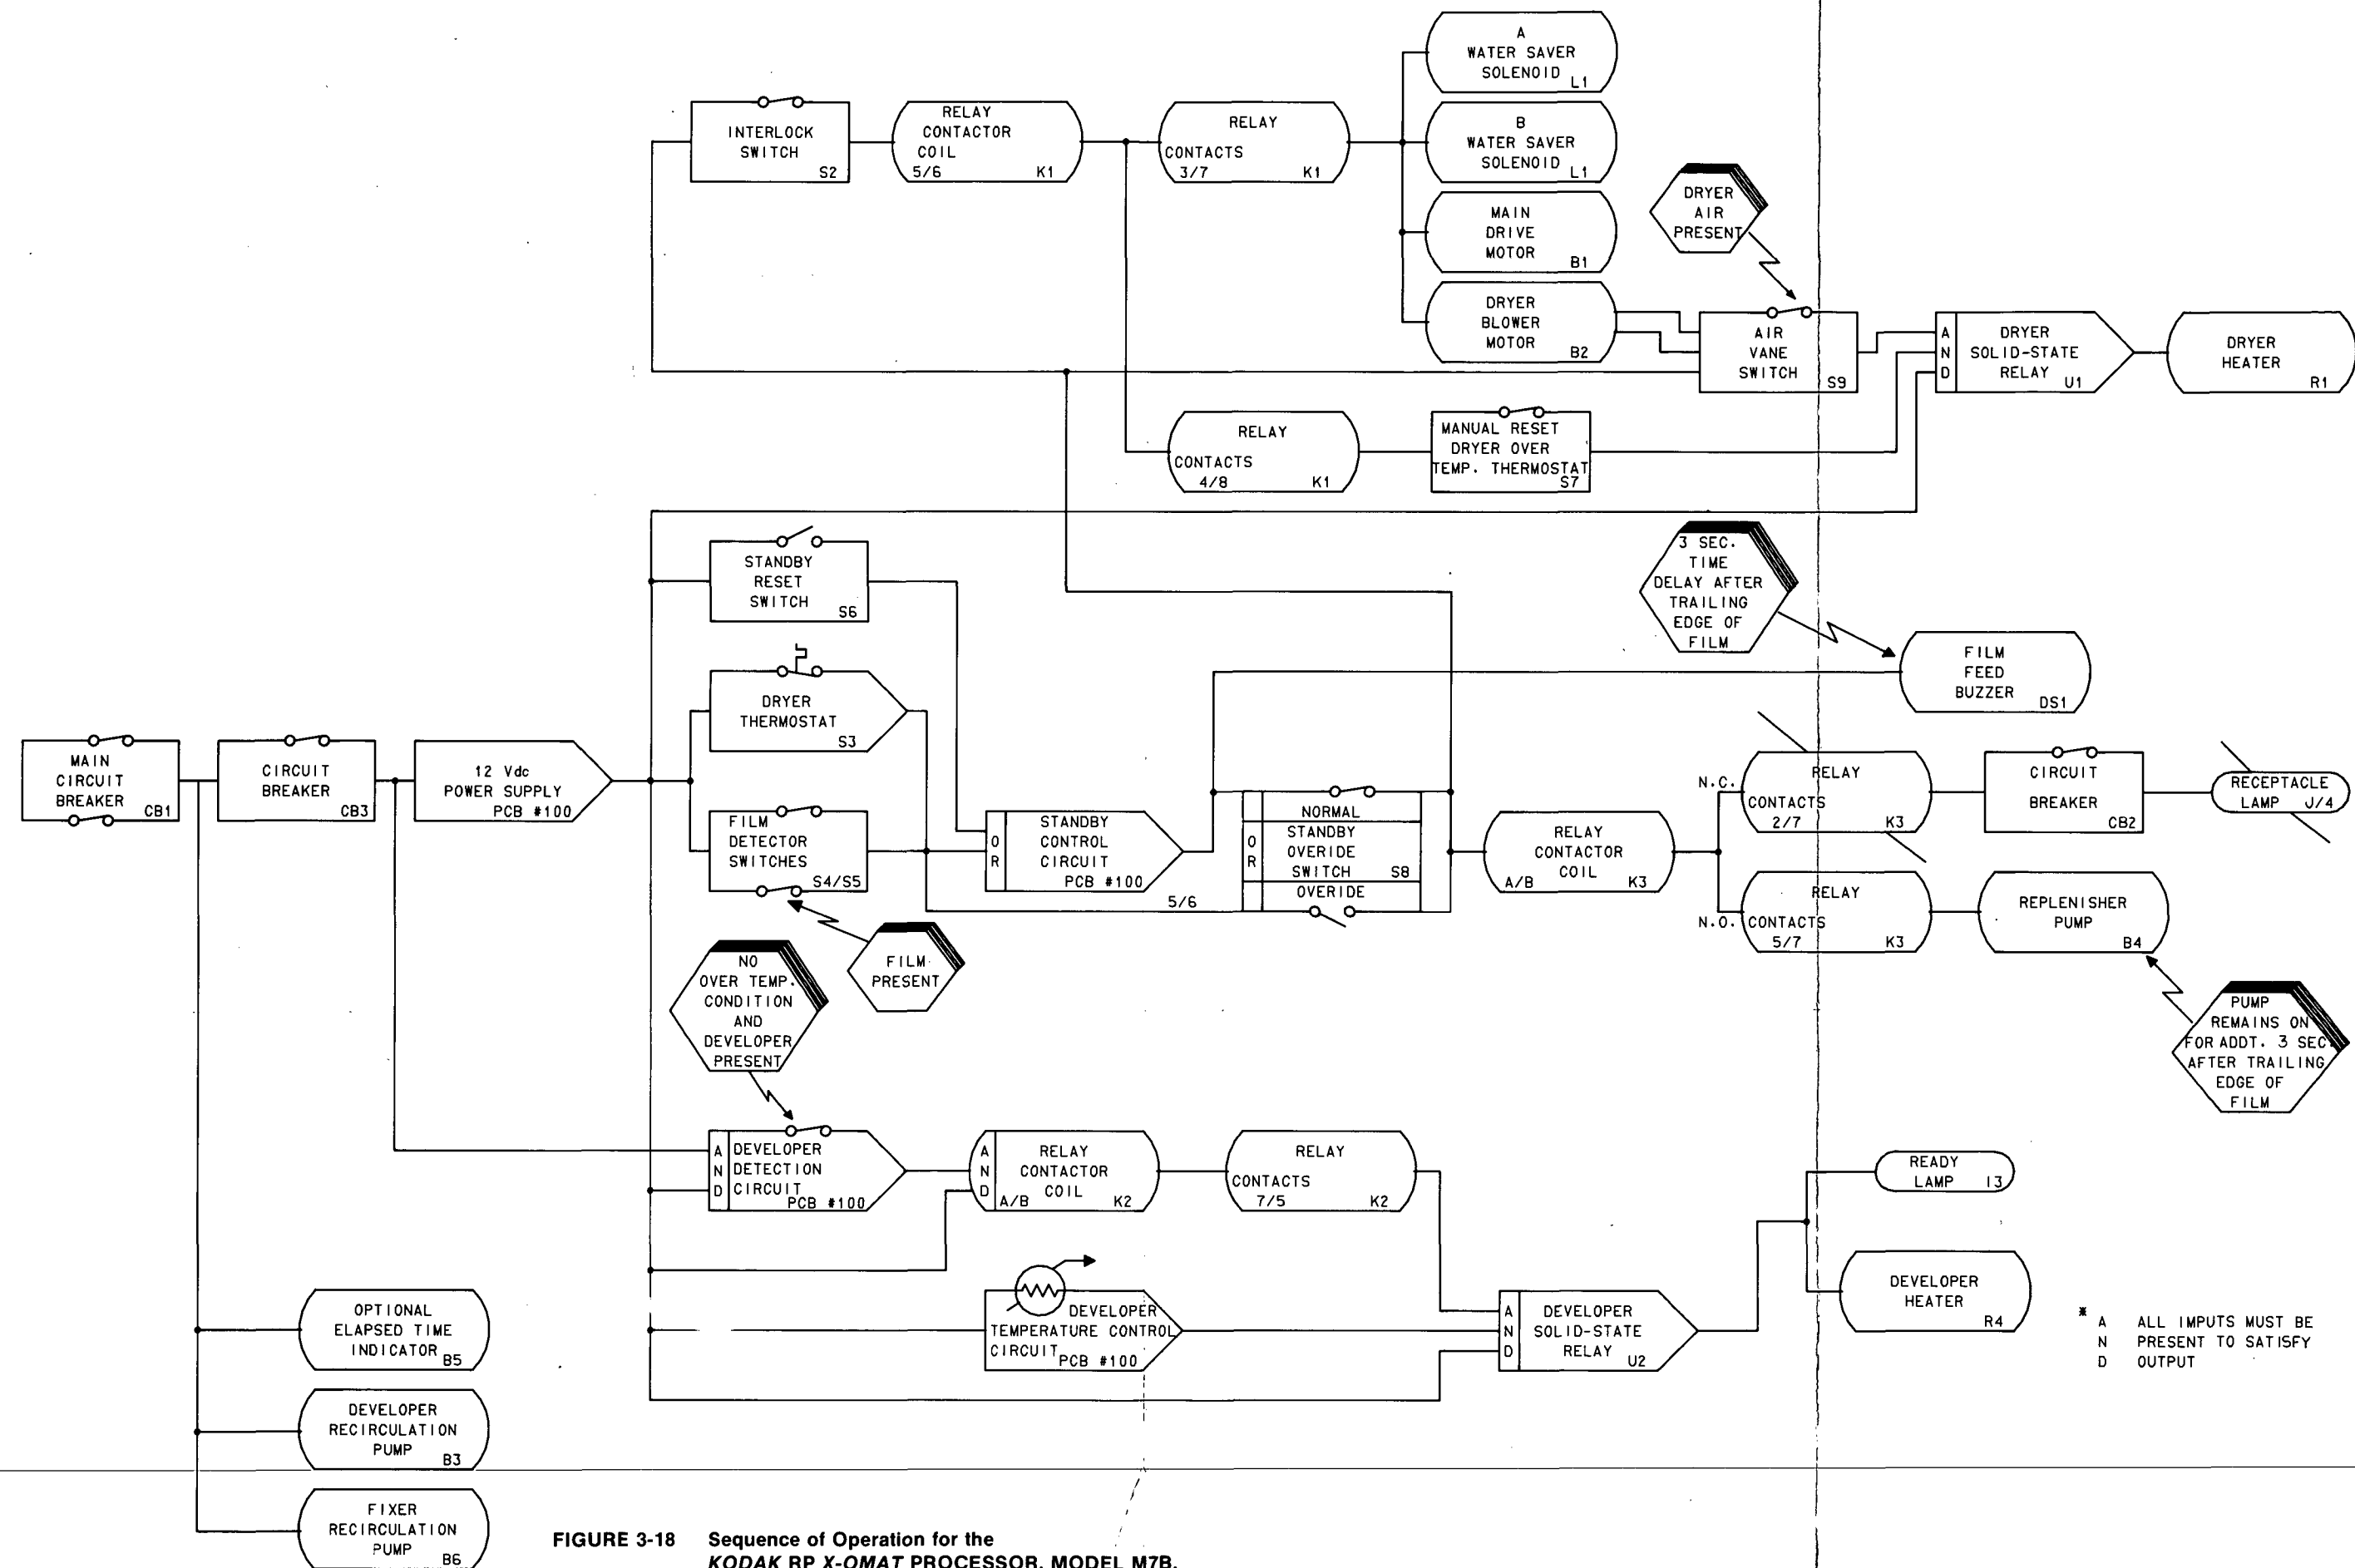 A
WATER SAVER
SOLENOID
L1
INTERLOCK
SWITCH
S2
RELAY
CONTACTOR
COIL
5/6 K1
RELAY
CONTACTS
3/7 K1
B
WATER SAVER
SOLENOID
L1
MAIN
DRIVE
MOTOR
B1
DRYER
AIR
PRESENT
DRYER
BLOWER
MOTOR
B2
AIR
VANE
SWITCH
S9
A
N
D
DRYER
SOLID-STATE
RELAY
U1
DRYER
HEATER
R1
RELAY
CONTACTS
4/8 K1
MANUAL RESET
DRYER OVER
TEMP. THERMOSTAT
S7
STANDBY
RESET
SWITCH
S6
3 SEC.
TIME
DELAY AFTER
TRAILING
EDGE OF
FILM
FILM
FEED
BUZZER
DS1
DRYER
THERMOSTAT
S3
MAIN
CIRCUIT
BREAKER
CB1
CIRCUIT
BREAKER
CB3
12 Vdc
POWER SUPPLY
PCB #100
FILM
DETECTOR
SWITCHES
S4/S5
O
R
STANDBY
CONTROL
CIRCUIT
PCB #100
5/6
NORMAL
O
R
STANDBY
OVERIDE
SWITCH S8
OVERIDE
RELAY
CONTACTOR
COIL
A/B K3
N.C.
RELAY
CONTACTS
2/7 K3
CIRCUIT
BREAKER
CB2
RECEPTACLE
LAMP J/4
N.O.
RELAY
CONTACTS
5/7 K3
REPLENISHER
PUMP
B4
FILM
PRESENT
NO
OVER TEMP.
CONDITION
AND
DEVELOPER
PRESENT
PUMP
REMAINS ON
FOR ADDT. 3 SEC.
AFTER TRAILING
EDGE OF
FILM
A
N
D
DEVELOPER
DETECTION
CIRCUIT
PCB #100
A
N
D
RELAY
CONTACTOR
COIL
A/B K2
RELAY
CONTACTS
7/5 K2
READY
LAMP I3
DEVELOPER
TEMPERATURE CONTROL
CIRCUIT
PCB #100
A
N
D
DEVELOPER
SOLID-STATE
RELAY
U2
DEVELOPER
HEATER
R4
OPTIONAL
ELAPSED TIME
INDICATOR
B5
DEVELOPER
RECIRCULATION
PUMP
B3
FIXER
RECIRCULATION
PUMP
B6
* A ALL IMPUTS MUST BE
N PRESENT TO SATISFY
D OUTPUT
FIGURE 3-18 Sequence of Operation for the
KODAK RP X-OMAT PROCESSOR, MODEL M7B.